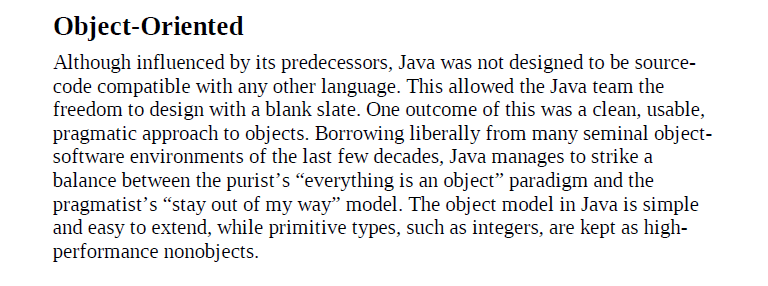 Object-Oriented
Although influenced by its predecessors, Java was not designed to be source-
code compatible with any other language. This allowed the Java team the
freedom to design with a blank slate. One outcome of this was a clean, usable,
pragmatic approach to objects. Borrowing liberally from many seminal object-
software environments of the last few decades, Java manages to strike a
balance between the purist’s “everything is an object” paradigm and the
pragmatist’s “stay out of my way” model. The object model in Java is simple
and easy to extend, while primitive types, such as integers, are kept as high-
performance nonobjects.